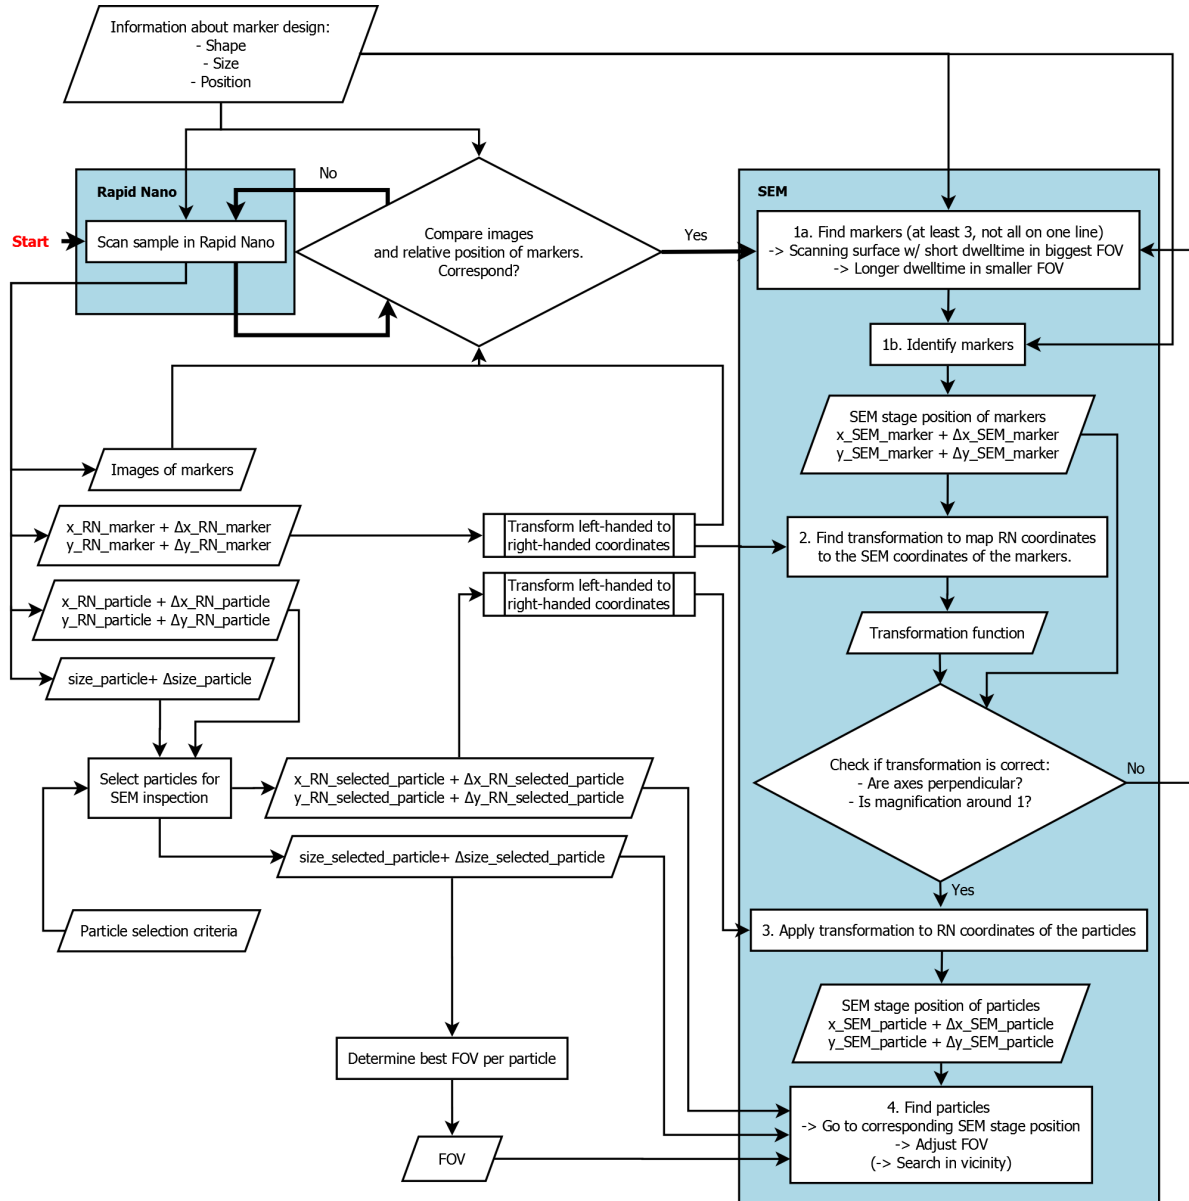 Information about marker design:
- Shape
- Size
- Position
No
Yes
Rapid Nano
SEM
Start
Scan sample in Rapid Nano
Compare images
and relative position of markers.
Correspond?
1a. Find markers (at least 3, not all on one line)
-> Scanning surface w/ short dwelltime in biggest FOV
-> Longer dwelltime in smaller FOV
1b. Identify markers
SEM stage position of markers
x_SEM_marker + Δx_SEM_marker
y_SEM_marker + Δy_SEM_marker
Images of markers
x_RN_marker + Δx_RN_marker
y_RN_marker + Δy_RN_marker
Transform left-handed to
right-handed coordinates
2. Find transformation to map RN coordinates
to the SEM coordinates of the markers.
x_RN_particle + Δx_RN_particle
y_RN_particle + Δy_RN_particle
Transform left-handed to
right-handed coordinates
Transformation function
size_particle+ Δsize_particle
Select particles for
SEM inspection
x_RN_selected_particle + Δx_RN_selected_particle
y_RN_selected_particle + Δy_RN_selected_particle
Check if transformation is correct:
- Are axes perpendicular?
- Is magnification around 1?
No
size_selected_particle+ Δsize_selected_particle
Yes
Particle selection criteria
3. Apply transformation to RN coordinates of the particles
SEM stage position of particles
x_SEM_particle + Δx_SEM_particle
y_SEM_particle + Δy_SEM_particle
Determine best FOV per particle
4. Find particles
-> Go to corresponding SEM stage position
-> Adjust FOV
(-> Search in vicinity)
FOV